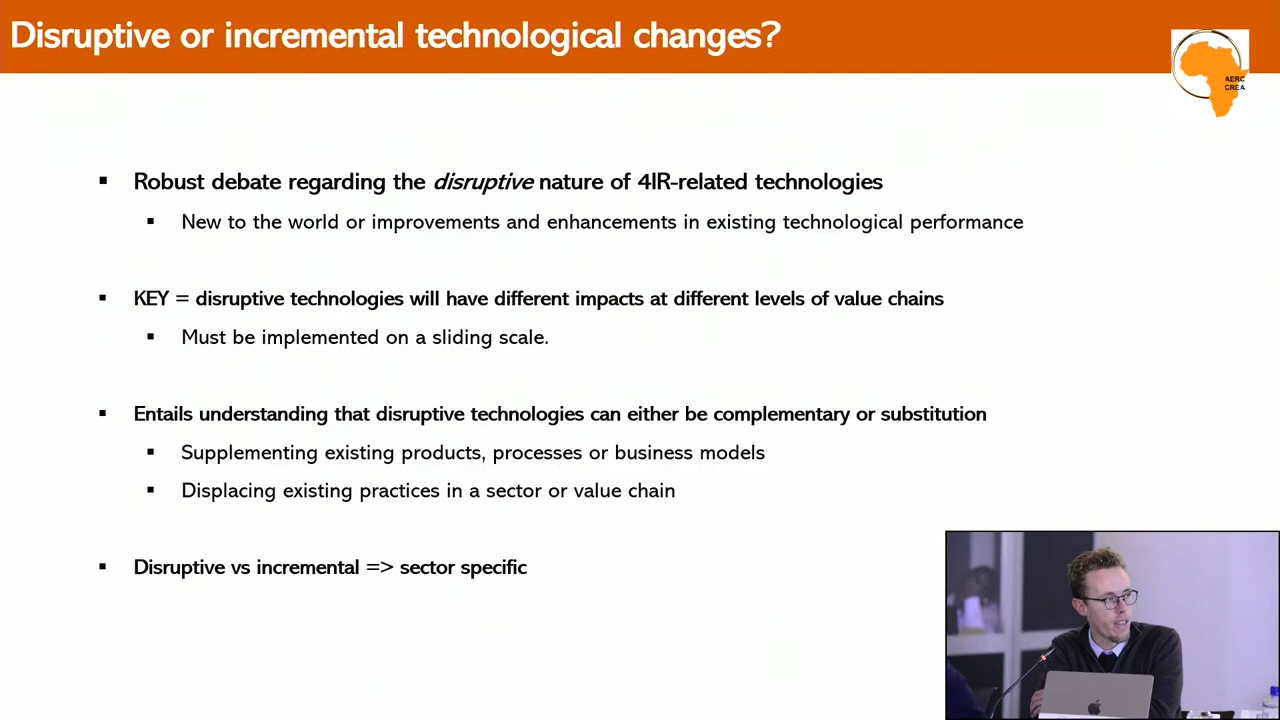 Disruptive or incremental technological changes?
AERC
CREA
Robust debate regarding the disruptive nature of 4IR-related technologies
New to the world or improvements and enhancements in existing technological performance
KEY = disruptive technologies will have different impacts at different levels of value chains
Must be implemented on a sliding scale.
Entails understanding that disruptive technologies can either be complementary or substitution
Supplementing existing products, processes or business models
Displacing existing practices in a sector or value chain
Disruptive vs incremental => sector specific